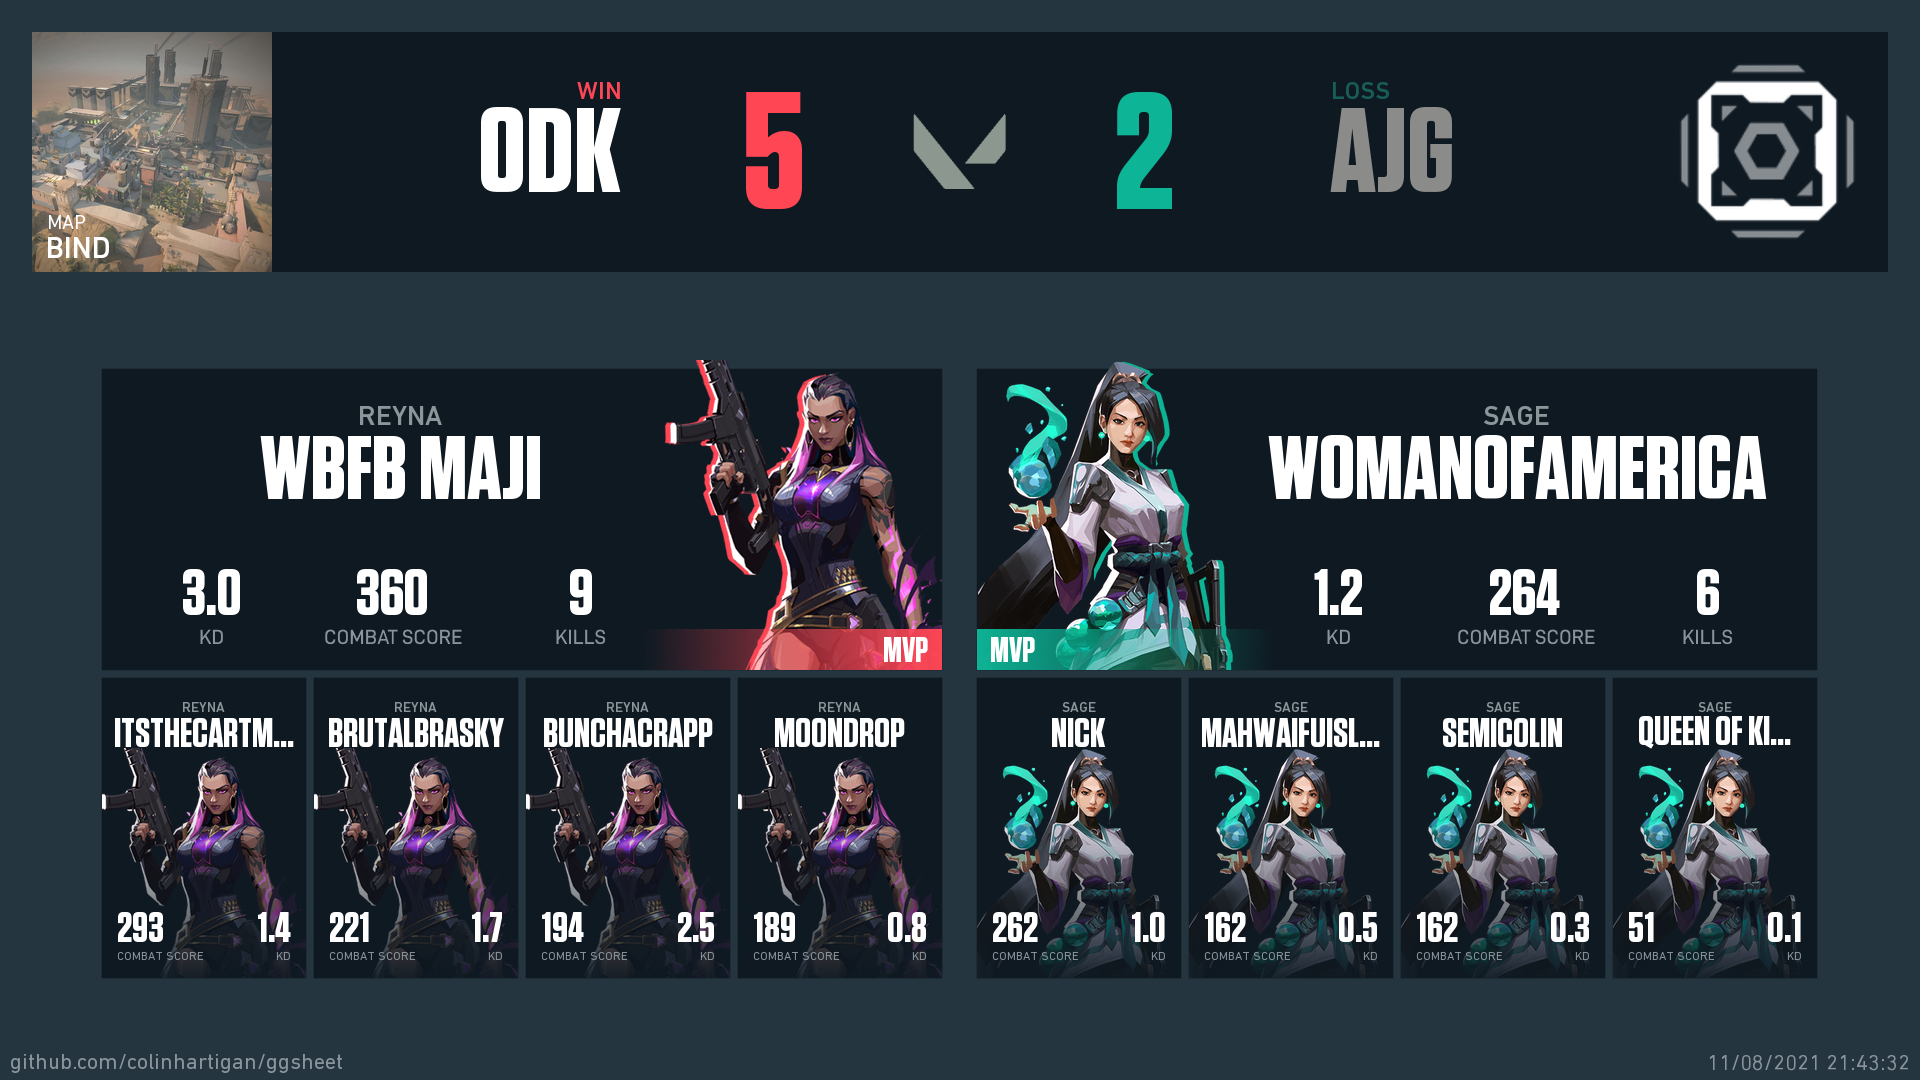 MAP
BIND
WIN
ODK
5
2
LOSS
AJG
REYNA
WBFB MAJI
3.0
360
9
KD
COMBAT SCORE
KILLS
MVP
SAGE
WOMANOFAMERICA
1.2
264
6
KD
COMBAT SCORE
KILLS
MVP
REYNA
ITSTHECARTM...
293
1.4
COMBAT SCORE
KD
REYNA
BRUTALBRASKY
221
1.7
COMBAT SCORE
KD
REYNA
BUNCHACRAPP
194
2.5
COMBAT SCORE
KD
REYNA
MOONDROP
189
0.8
COMBAT SCORE
KD
SAGE
NICK
262
1.0
COMBAT SCORE
KD
SAGE
MAHWAIFUISL...
162
0.5
COMBAT SCORE
KD
SAGE
SEMICOLIN
162
0.3
COMBAT SCORE
KD
SAGE
QUEEN OF KI...
51
0.1
COMBAT SCORE
KD
github.com/colinhartigan/ggsheet
11/08/2021 21:43:32